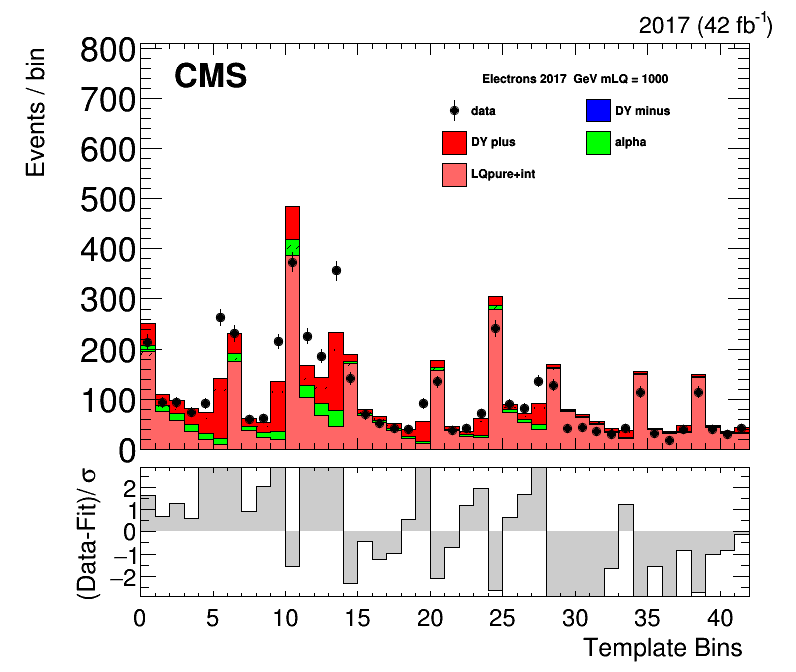 2017 (42 fb-1)
CMS
Electrons 2017 GeV mLQ = 1000
data
DY minus
DY plus
alpha
LQpure+int
Events / bin
800
700
600
500
400
300
200
100
0
(Data-Fit)/ σ
2
1
0
−1
−2
0 5 10 15 20 25 30 35 40
Template Bins